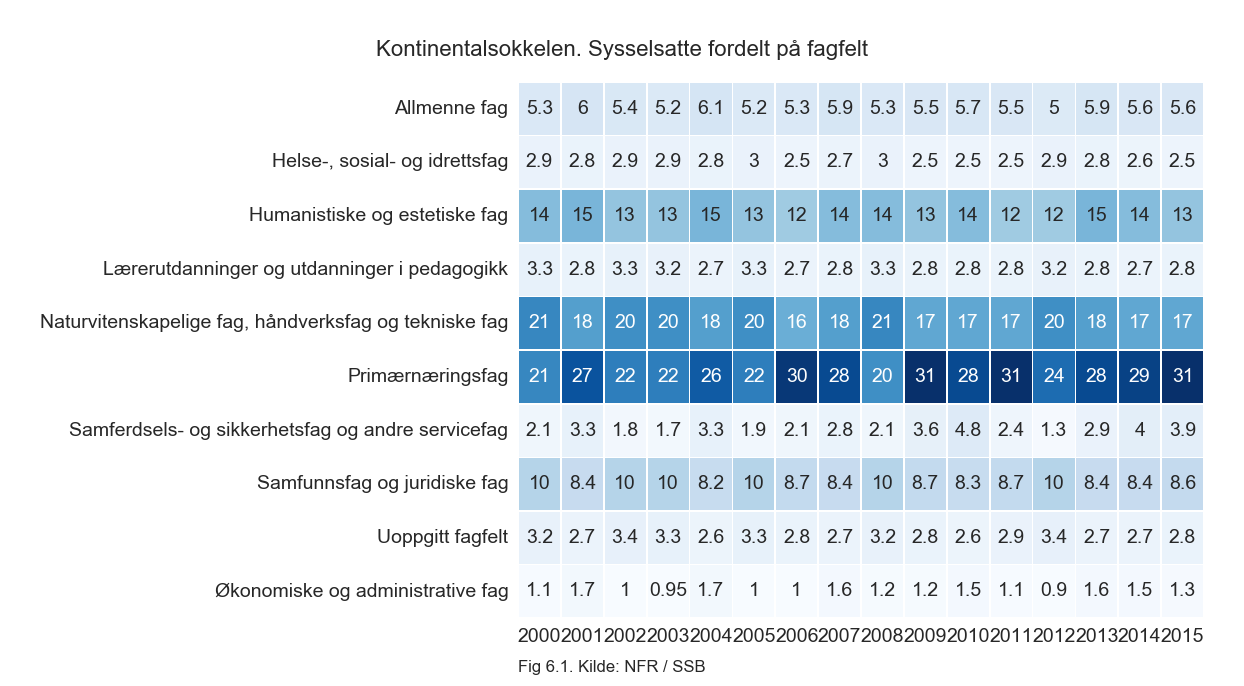 Kontinentalsokkelen. Sysselsatte fordelt på fagfelt
Allmenne fag 5.3 6 5.4 5.2 6.1 5.2 5.3 5.9 5.3 5.5 5.7 5.5 5 5.9 5.6 5.6
Helse-, sosial- og idrettsfag 2.9 2.8 2.9 2.9 2.8 3 2.5 2.7 3 2.5 2.5 2.5 2.9 2.8 2.6 2.5
Humanistiske og estetiske fag 14 15 13 13 15 13 12 14 14 13 14 12 12 15 14 13
Lærerutdanninger og utdanninger i pedagogikk 3.3 2.8 3.3 3.2 2.7 3.3 2.7 2.8 3.3 2.8 2.8 2.8 3.2 2.8 2.7 2.8
Naturvitenskapelige fag, håndverksfag og tekniske fag 21 18 20 20 18 20 16 18 21 17 17 17 20 18 17 17
Primærnæringsfag 21 27 22 22 26 22 30 28 20 31 28 31 24 28 29 31
Samferdsels- og sikkerhetsfag og andre servicefag 2.1 3.3 1.8 1.7 3.3 1.9 2.1 2.8 2.1 3.6 4.8 2.4 1.3 2.9 4 3.9
Samfunnsfag og juridiske fag 10 8.4 10 10 8.2 10 8.7 8.4 10 8.7 8.3 8.7 10 8.4 8.4 8.6
Uoppgitt fagfelt 3.2 2.7 3.4 3.3 2.6 3.3 2.8 2.7 3.2 2.8 2.6 2.9 3.4 2.7 2.7 2.8
Økonomiske og administrative fag 1.1 1.7 1 0.95 1.7 1 1 1.6 1.2 1.2 1.5 1.1 0.9 1.6 1.5 1.3
2000 2001 2002 2003 2004 2005 2006 2007 2008 2009 2010 2011 2012 2013 2014 2015
Fig 6.1. Kilde: NFR / SSB